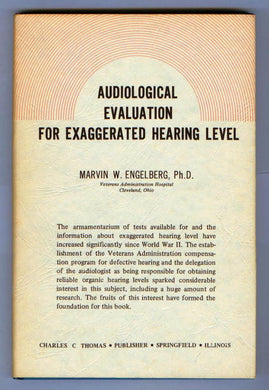 AUDIOLOGICAL
EVALUATION
FOR EXAGGERATED HEARING LEVEL
MARVIN W. ENGELBERG, Ph.D.
Veterans Administration Hospital
Cleveland, Ohio
The armamentarium of tests available for and the
information about exaggerated hearing level have
increased significantly since World War II. The estab-
lishment of the Veterans Administration compensa-
tion program for defective hearing and the delegation
of the audiologist as being responsible for obtaining
reliable organic hearing levels sparked considerable
interest in this subject, including a huge amount of
research. The fruits of this interest have formed the
foundation for this book.
CHARLES C THOMAS • PUBLISHER • SPRINGFIELD • ILLINOIS